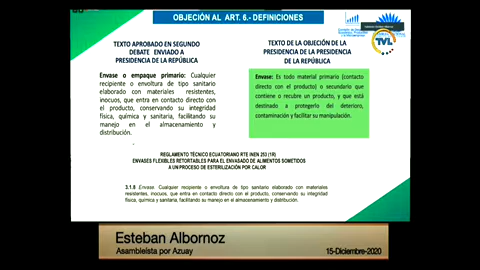 OBJECIÓN AL ART. 6.- DEFINICIONES
TVL
TEXTO APROBADO EN SEGUNDO
DEBATE ENVIADO A
PRESIDENCIA DE LA REPÚBLICA
Envase o empaque primario: Cualquier
recipiente o envoltura de tipo sanitario
elaborado con materiales resistentes,
inocuos, que entra en contacto directo con
el producto, conservando su integridad
física, química y sanitaria, facilitando su
manejo en el almacenamiento y
distribución.
TEXTO DE LA OBJECIÓN DE LA
PRESIDENCIA DE LA PRESIDENCIA
DE LA REPÚBLICA
Envase: Es todo material primario (contacto
directo con el producto) o secundario que
contiene o recubre un producto, y que está
destinado a protegerlo del deterioro,
contaminación y facilitar su manipulación.
REGLAMENTO TÉCNICO ECUATORIANO RTE INEN 253 (1R)
ENVASES FLEXIBLES RETORTABLES PARA EL ENVASADO DE ALIMENTOS SOMETIDOS
A UN PROCESO DE ESTERILIZACIÓN POR CALOR
3.1.8 Envase. Cualquier recipiente o envoltura de tipo sanitario elaborado con materiales
resistentes, inocuos, que entra en contacto directo con el producto, conservando su integridad
física, química y sanitaria, facilitando su manejo en el almacenamiento y distribución.
Esteban Albornoz
Asambleísta por Azuay
15-Diciembre-2020